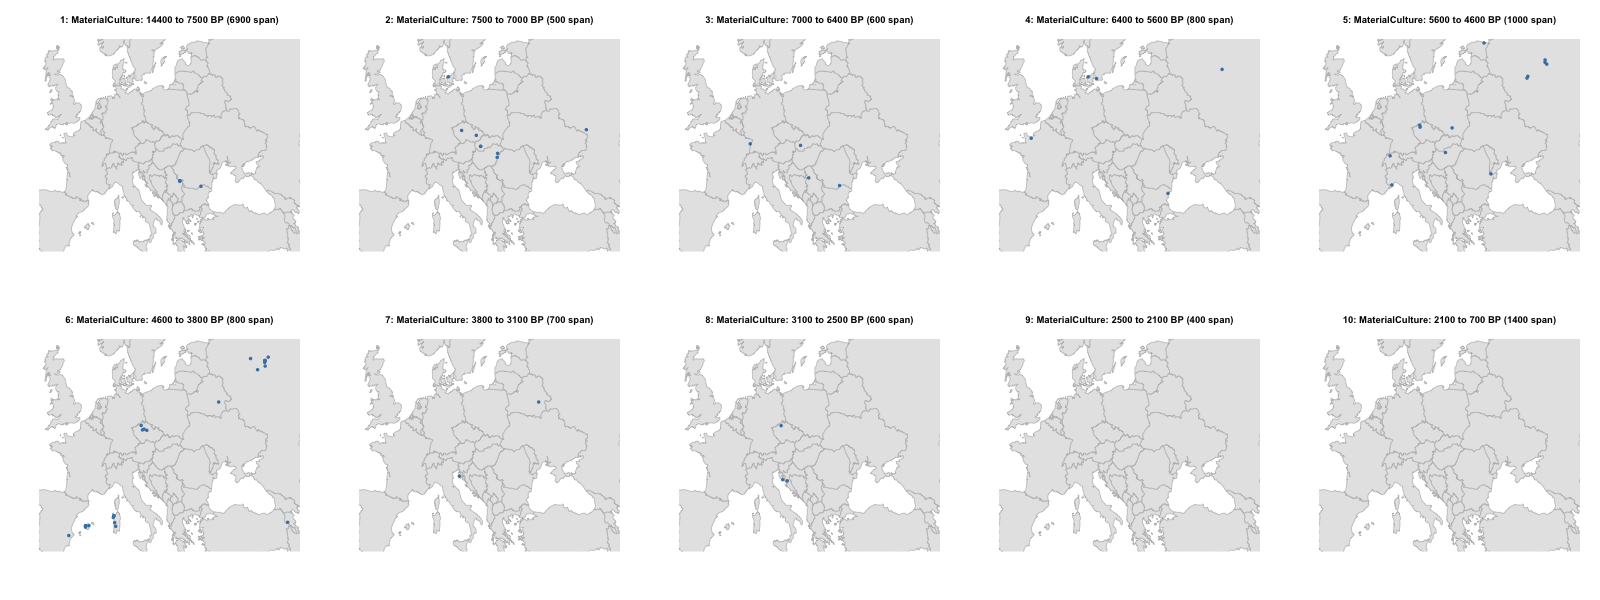 1: MaterialCulture: 14400 to 7500 BP (6900 span)
2: MaterialCulture: 7500 to 7000 BP (500 span)
3: MaterialCulture: 7000 to 6400 BP (600 span)
4: MaterialCulture: 6400 to 5600 BP (800 span)
5: MaterialCulture: 5600 to 4600 BP (1000 span)
6: MaterialCulture: 4600 to 3800 BP (800 span)
7: MaterialCulture: 3800 to 3100 BP (700 span)
8: MaterialCulture: 3100 to 2500 BP (600 span)
9: MaterialCulture: 2500 to 2100 BP (400 span)
10: MaterialCulture: 2100 to 700 BP (1400 span)